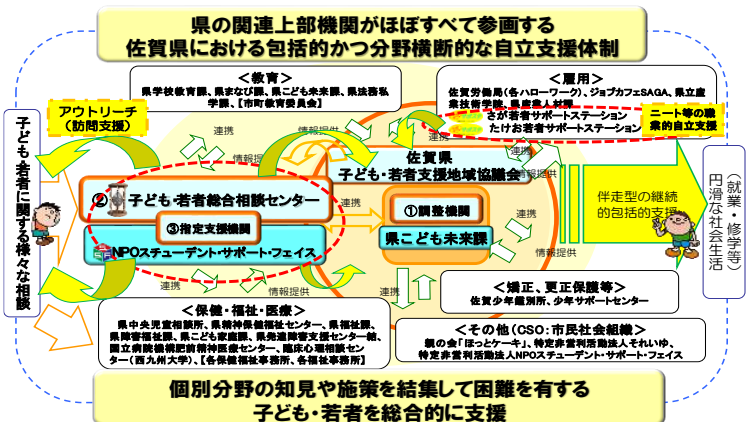 県の関連上部機関がほぼすべて参画する
佐賀県における包括的かつ分野横断的な自立支援体制
＜教育＞
県学校教育課、県まなび課、県こども未来課、県法務私
学課、【市町教育委員会】
＜雇用＞
佐賀労働局(各ハローワーク)、ジョブカフェSAGA、県立産
業技術学院、県産業人材課
さが若者サポートステーション
たけお若者サポートステーション
ニート等の職
業的自立支援
アウトリーチ
（訪問支援）
子ども・若者に関する様々な相談
連携
情報提供
連携
情報提供
連携
情報提供
佐賀県
子ども・若者支援地域協議会
②
子ども・若者総合相談センター
③指定支援機関
NPOスチューデント・サポート・フェイス
連携
①調整機関
県こども未来課
連携
情報提供
伴走型の継続
的包括的支援
円滑な社会生活
（就業・修学等）
連携
情報提供
連携
情報提供
＜保健・福祉・医療＞
県中央児童相談所、県精神保健福祉センター、県福祉課、
県障害福祉課、県こども家庭課、県発達障害支援センター結、
国立病院機構肥前精神医療センター、臨床心理相談セン
ター（西九州大学）、【各保健福祉事務所、各福祉事務所】
＜矯正、更正保護等＞
佐賀少年鑑別所、少年サポートセンター
＜その他（CSO：市民社会組織）＞
親の会「ほっとケーキ」、特定非営利活動法人それいゆ、
特定非営利活動法人NPOスチューデント・サポート・フェイス
個別分野の知見や施策を結集して困難を有する
子ども・若者を総合的に支援